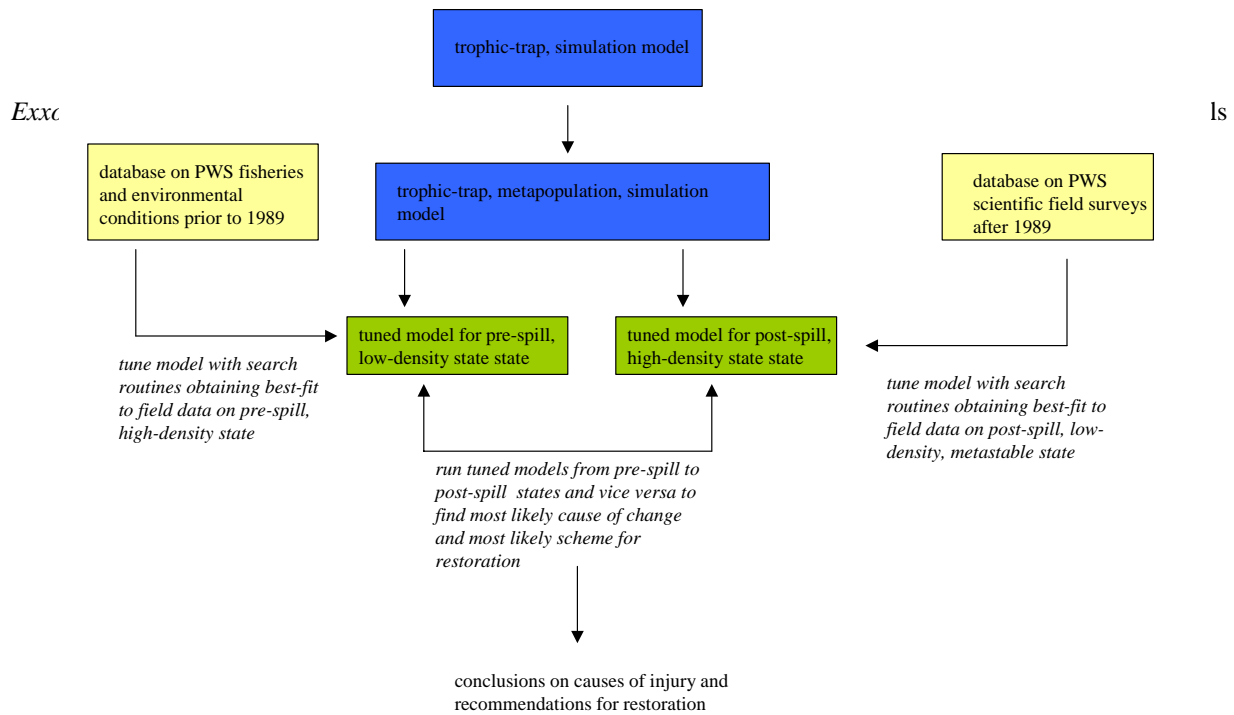 trophic-trap, simulation model
Exxo
ls
database on PWS fisheries
and environmental
conditions prior to 1989
trophic-trap, metapopulation, simulation
model
database on PWS
scientific field surveys
after 1989
tuned model for pre-spill,
low-density state state
tuned model for post-spill,
high-density state state
tune model with search
routines obtaining best-fit
to field data on pre-spill,
high-density state
tune model with search
routines obtaining best-fit to
field data on post-spill, low-
density, metastable state
run tuned models from pre-spill to
post-spill states and vice versa to
find most likely cause of change
and most likely scheme for
restoration
conclusions on causes of injury and
recommendations for restoration